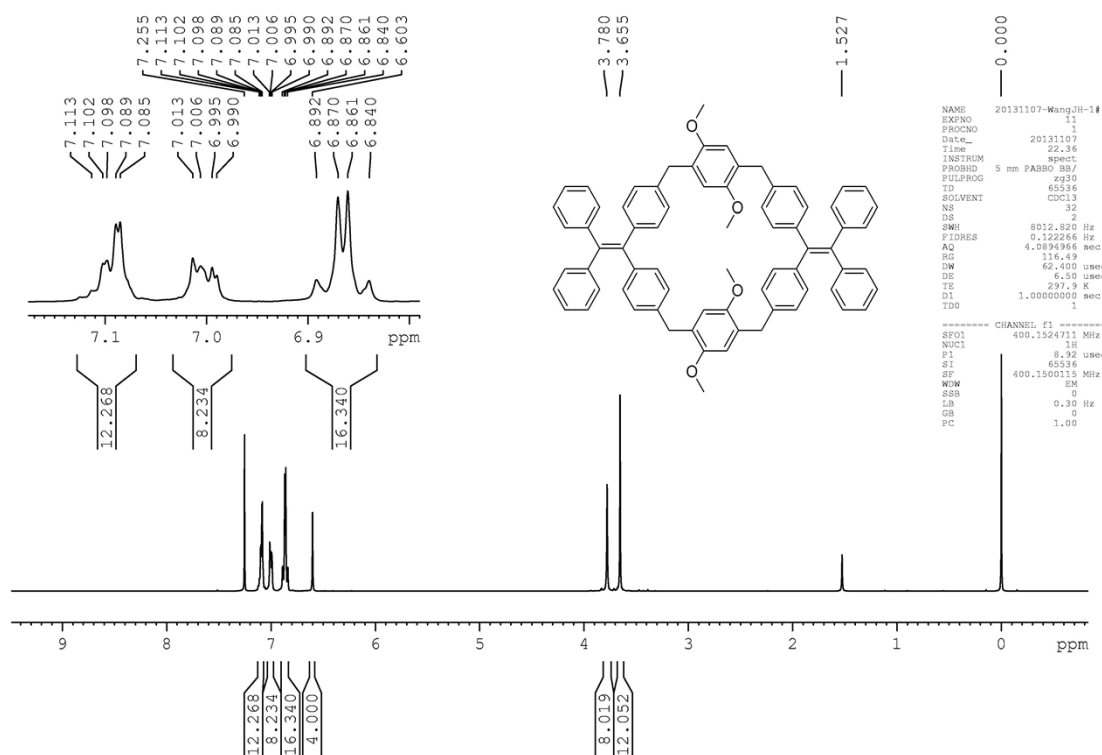 7.255
7.113
7.102
7.098
7.089
7.085
7.013
7.006
6.995
6.990
6.892
6.870
6.861
6.840
6.603
3.780
3.655
1.527
0.000
7.113
7.102
7.098
7.089
7.085
7.013
7.006
6.995
6.990
6.892
6.870
6.861
6.840
7.1 7.0 6.9 ppm
12.268
8.234
16.340
O
O
O
O
NAME 20131107-WangJH-1#
EXPNO 11
PROCNO 1
Date_ 20131107
Time 22.36
INSTRUM spect
PROBHD 5 mm PABBO BB/
PULPROG zg30
TD 65536
SOLVENT CDCl3
NS 32
DS 2
SWH 8012.820 Hz
FIDRES 0.122266 Hz
AQ 4.0894966 sec
RG 116.49
DW 62.400 usec
DE 6.50 usec
TE 297.9 K
D1 1.00000000 sec
TD0 1
======== CHANNEL f1 ========
SFO1 400.1524711 MHz
NUC1 1H
P1 8.92 usec
SI 65536
SF 400.1500115 MHz
WDW EM
SSB 0
LB 0.30 Hz
GB 0
PC 1.00
9 8 7 6 5 4 3 2 1 0 ppm
12.268
8.234
16.340
4.000
8.019
12.052